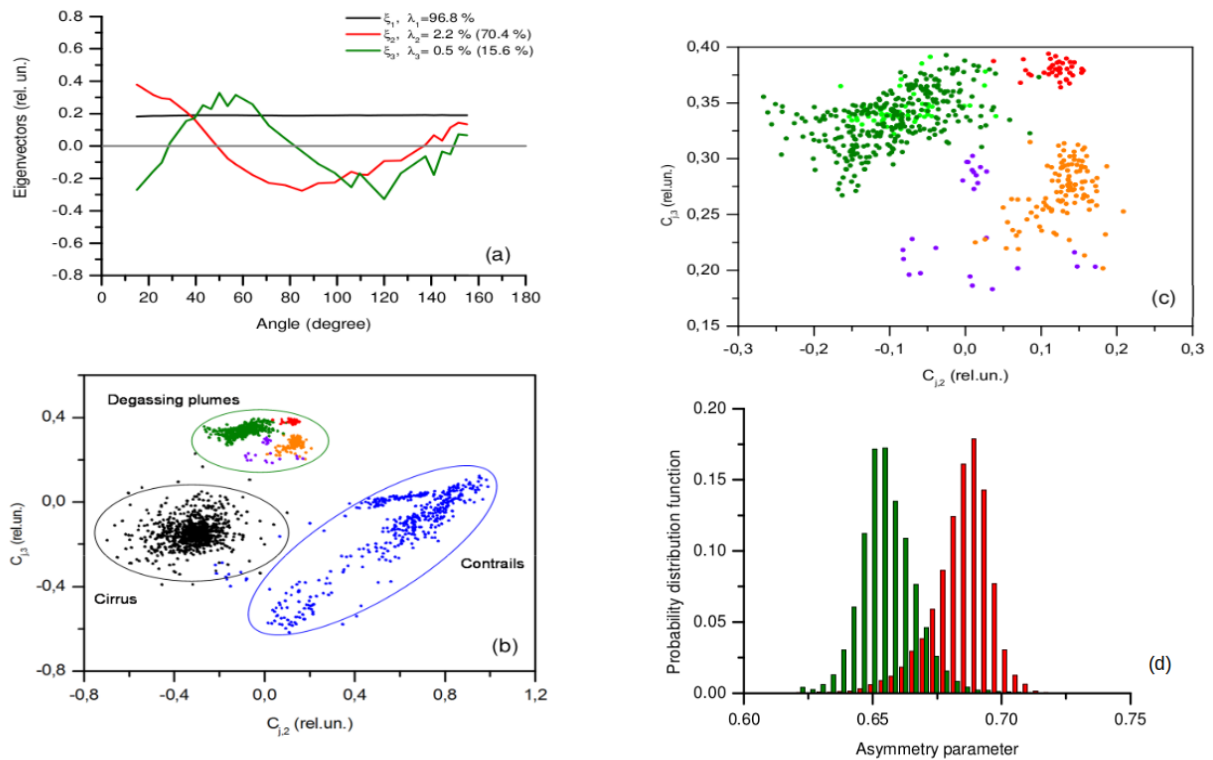 ξ₁, λ₁=96.8 %
ξ₂, λ₂= 2.2 % (70.4 %)
ξ₃, λ₃= 0.5 % (15.6 %)
0.8
0.6
0.4
0.2
0.0
-0.2
-0.4
-0.6
-0.8
Eigenvectors (rel. un.)
(a)
0 20 40 60 80 100 120 140 160 180
Angle (degree)
0,40
0,35
0,30
0,25
0,20
0,15
C_j,3 (rel.un.)
(c)
-0,3 -0,2 -0,1 0,0 0,1 0,2 0,3
C_j,2 (rel.un.)
Degassing plumes
0,4
0,0
-0,4
-0,8
C_j,3 (rel.un.)
Contrails
Cirrus
(b)
-0,8 -0,4 0,0 0,4 0,8 1,2
C_j,2 (rel.un.)
0.20
0.15
0.10
0.05
0.00
Probability distribution function
(d)
0.60 0.65 0.70 0.75
Asymmetry parameter